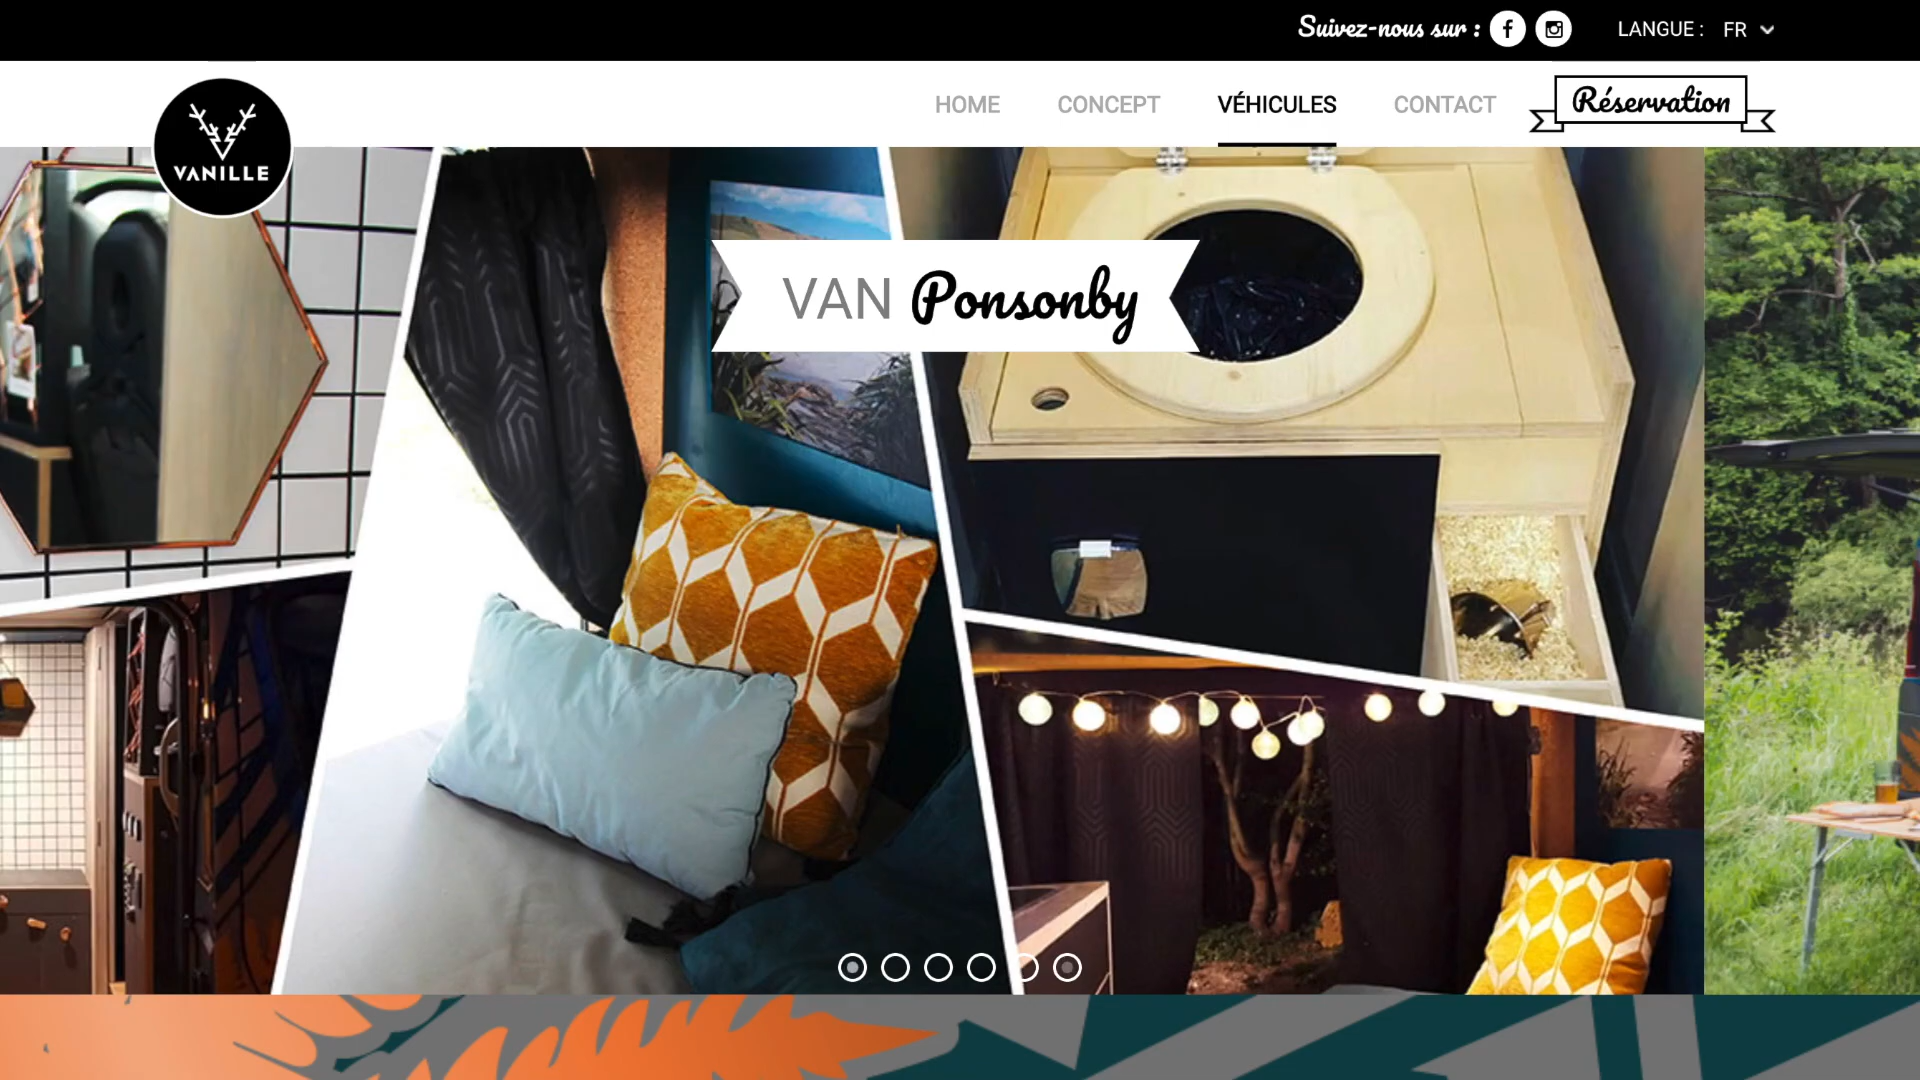 Suivez-nous sur :
LANGUE : FR
VANILLE
HOME CONCEPT VÉHICULES CONTACT Réservation
VAN Ponsonby